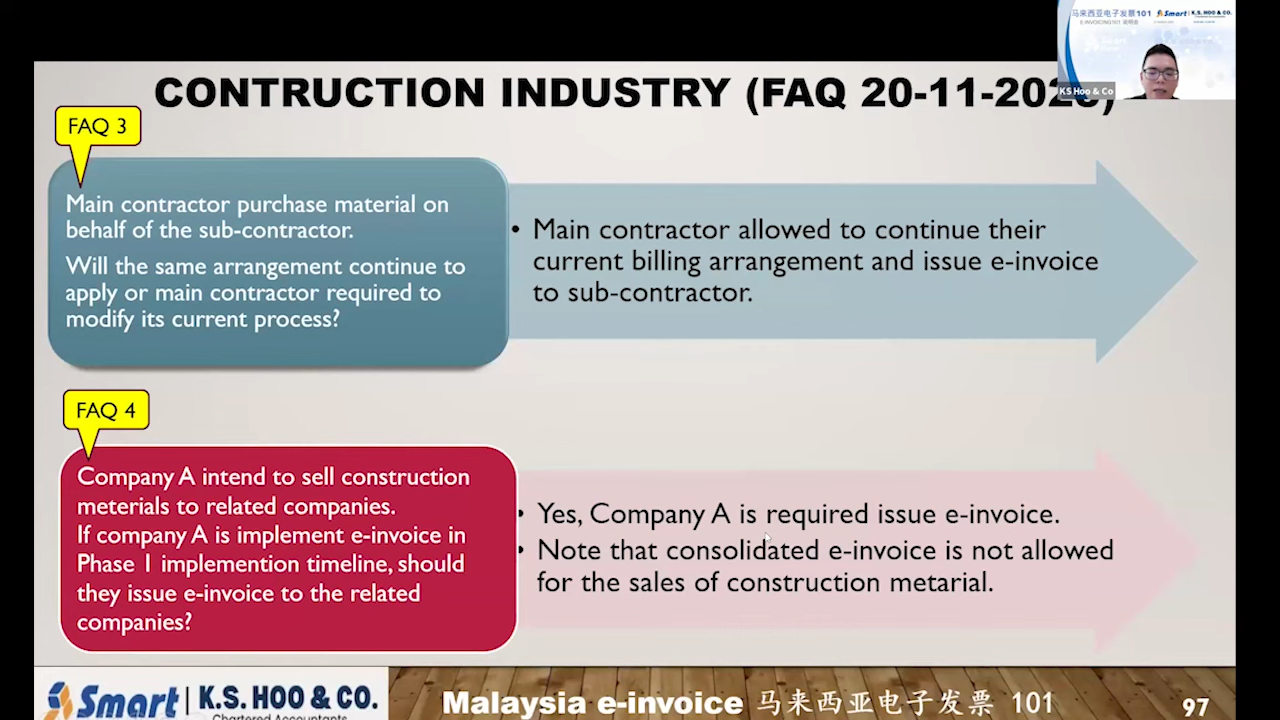 马来西亚电子发票101 Smart K.S. HOO & CO.
KS Hoo & Co
CONTRUCTION INDUSTRY (FAQ 20-11-202
FAQ 3
Main contractor purchase material on
behalf of the sub-contractor.
Will the same arrangement continue to
apply or main contractor required to
modify its current process?
• Main contractor allowed to continue their
current billing arrangement and issue e-invoice
to sub-contractor.
FAQ 4
Company A intend to sell construction
meterials to related companies.
If company A is implement e-invoice in
Phase 1 implemention timeline, should
they issue e-invoice to the related
companies?
• Yes, Company A is required issue e-invoice.
• Note that consolidated e-invoice is not allowed
for the sales of construction metarial.
Smart | K.S. HOO & CO.
Chartered Accountants
Malaysia e-invoice 马来西亚电子发票 101
97